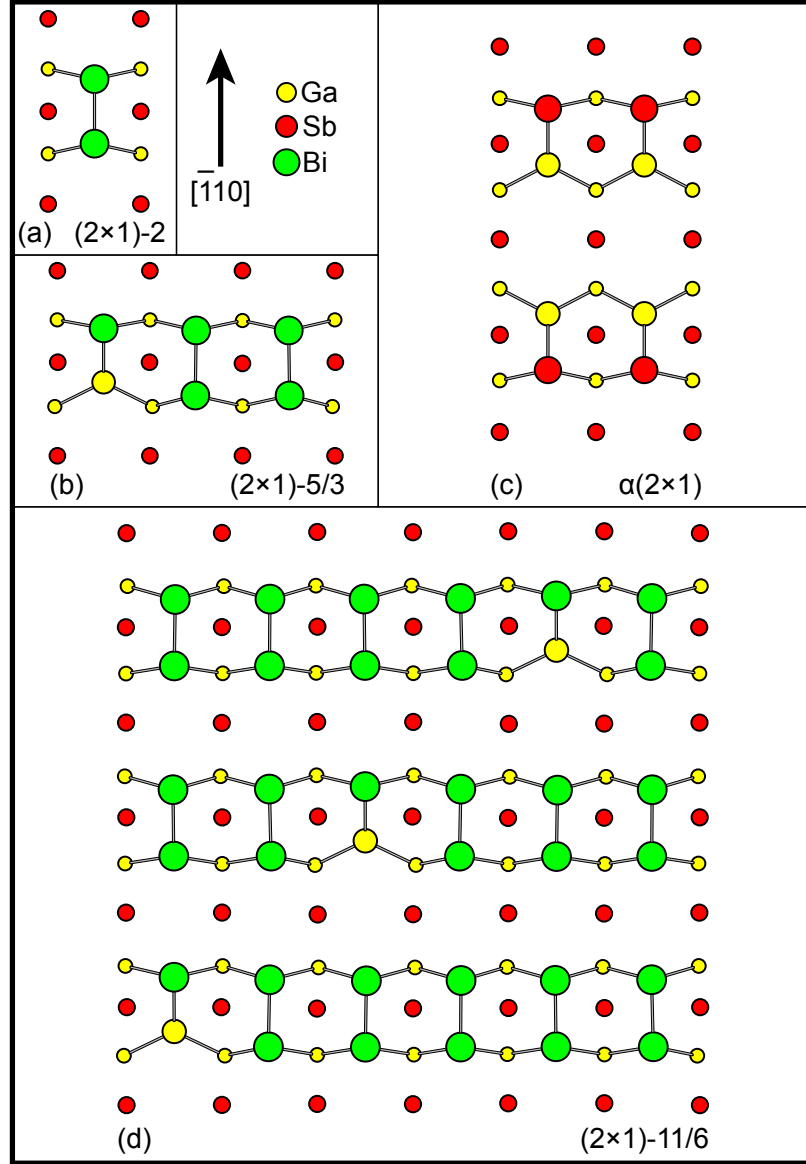 Ga
Sb
Bi
[1̄10]
(a) (2×1)-2
(b) (2×1)-5/3
(c) α(2×1)
(d) (2×1)-11/6